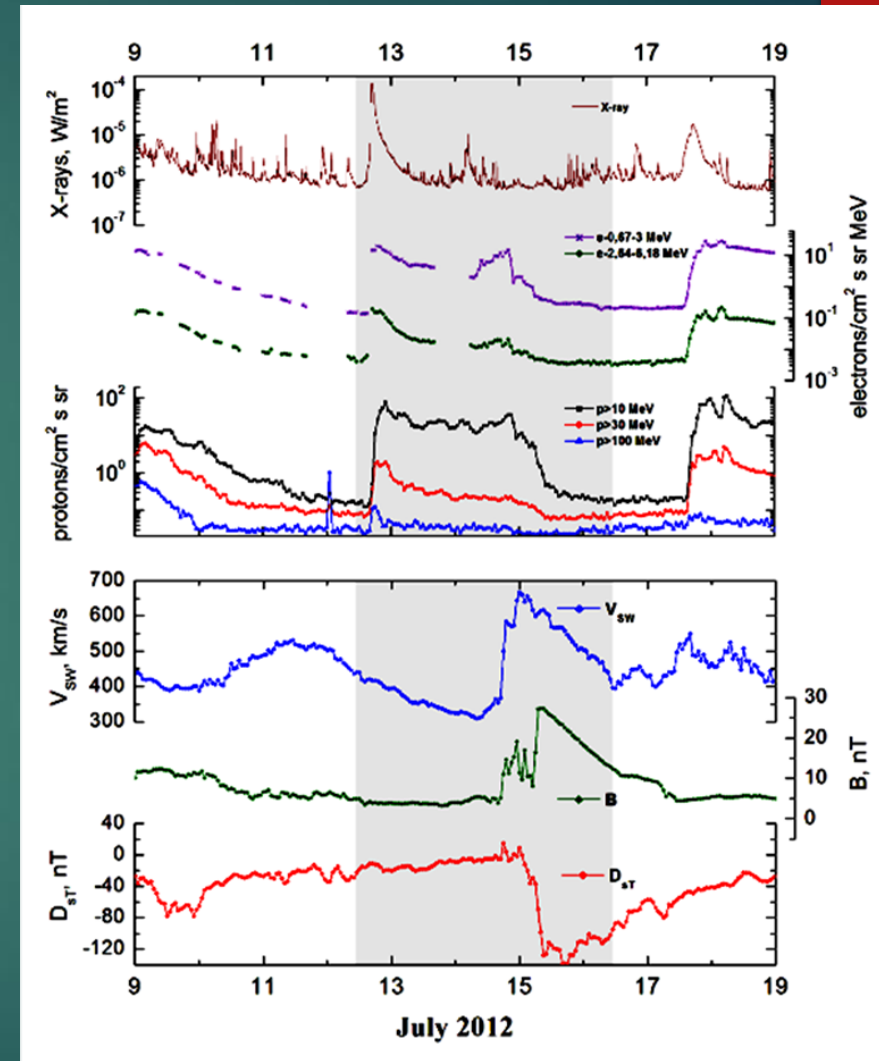 9 11 13 15 17 19
X-rays, W/m²
10⁻⁴
10⁻⁵
10⁻⁶
10⁻⁷
X-ray
e-0,67-3 MeV
e-2,64-5,18 MeV
10¹
10⁻¹
10⁻³
electrons/cm² s sr MeV
protons/cm² s sr
10²
10⁰
p>10 MeV
p>30 MeV
p>100 MeV
V_sw, km/s
700
600
500
400
300
V_sw
30
20
10
0
B, nT
B
D_sT, nT
40
0
-40
-80
-120
D_sT
9 11 13 15 17 19
July 2012